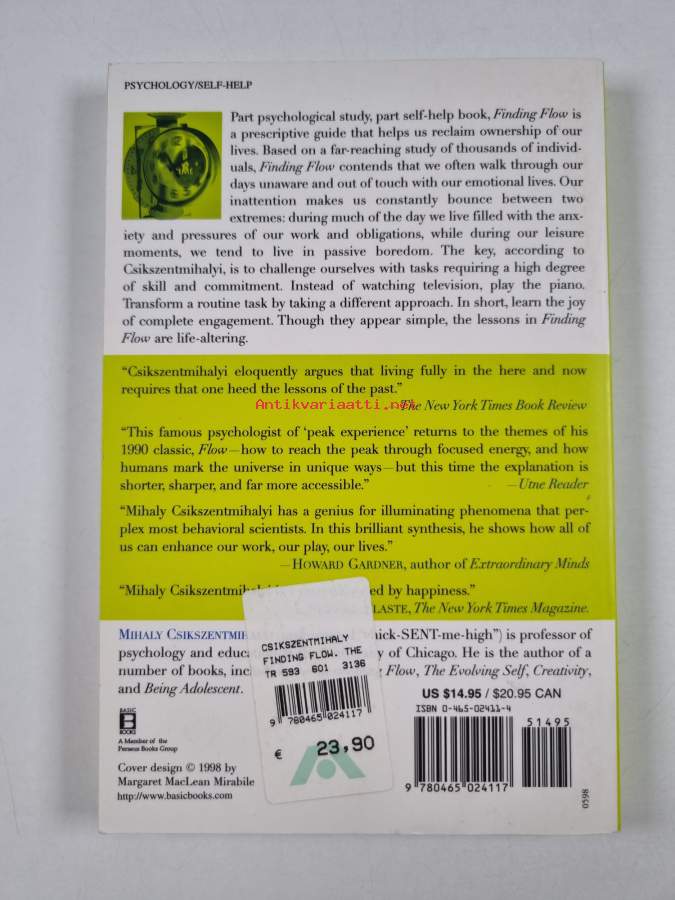 PSYCHOLOGY/SELF-HELP
Part psychological study, part self-help book, Finding Flow is
a prescriptive guide that helps us reclaim ownership of our
lives. Based on a far-reaching study of thousands of individ-
uals, Finding Flow contends that we often walk through our
days unaware and out of touch with our emotional lives. Our
inattention makes us constantly bounce between two
extremes: during much of the day we live filled with the anx-
iety and pressures of our work and obligations, while during our leisure
moments, we tend to live in passive boredom. The key, according to
Csikszentmihalyi, is to challenge ourselves with tasks requiring a high degree
of skill and commitment. Instead of watching television, play the piano.
Transform a routine task by taking a different approach. In short, learn the joy
of complete engagement. Though they appear simple, the lessons in Finding
Flow are life-altering.
“Csikszentmihalyi eloquently argues that living fully in the here and now
requires that one heed the lessons of the past.”
Antikvariaatti.net
The New York Times Book Review
“This famous psychologist of ‘peak experience’ returns to the themes of his
1990 classic, Flow—how to reach the peak through focused energy, and how
humans mark the universe in unique ways—but this time the explanation is
shorter, sharper, and far more accessible.” —Utne Reader
“Mihaly Csikszentmihalyi has a genius for illuminating phenomena that per-
plex most behavioral scientists. In this brilliant synthesis, he shows how all of
us can enhance our work, our play, our lives.”
—HOWARD GARDNER, author of Extraordinary Minds
“Mihaly by happiness.”
LASTE, The New York Times Magazine.
MIHALY “chick-SENT-me-high”) is professor of
psychology and of Chicago. He is the author of a
number of books, Flow, The Evolving Self, Creativity,
and Being Adolescent.
CSIKSZENTMIHALY
FINDING FLOW. THE
TR 593 601 3136
9 780465 024117
€ 23,90
US $14.95 / $20.95 CAN
ISBN 0-465-02411-4
51495
9 780465 024117
0598
BASIC
B
BOOKS
A Member of the
Perseus Books Group
Cover design © 1998 by
Margaret MacLean Mirabile
http://www.basicbooks.com